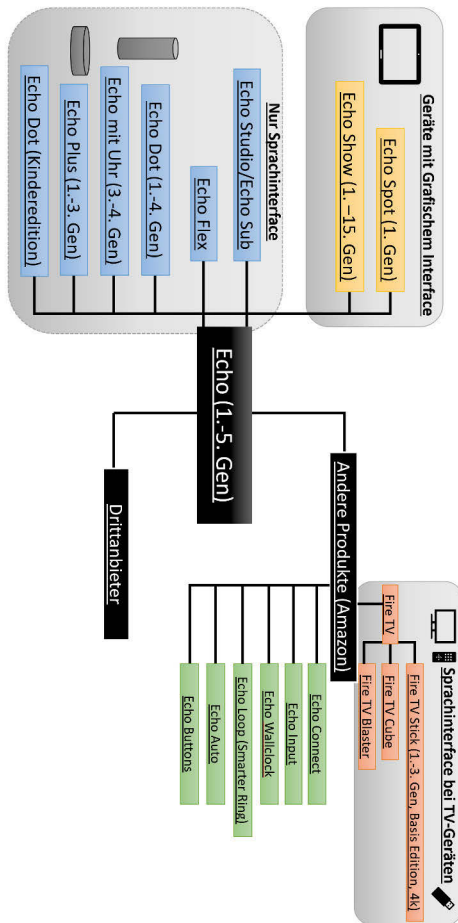 Geräte mit Grafischem Interface
Echo Spot (1. Gen)
Echo Show (1. –15. Gen)
Nur Sprachinterface
Echo Studio/Echo Sub
Echo Flex
Echo Dot (1.-4. Gen)
Echo mit Uhr (3.-4. Gen)
Echo Plus (1.-3. Gen)
Echo Dot (Kinderedition)
Echo (1.-5. Gen)
Andere Produkte (Amazon)
Drittanbieter
Sprachinterface bei TV-Geräten
Fire TV
Fire TV Stick (1.-3. Gen, Basis Edition, 4k)
Fire TV Cube
Fire TV Blaster
Echo Connect
Echo Input
Echo Wallclock
Echo Loop (Smarter Ring)
Echo Auto
Echo Buttons